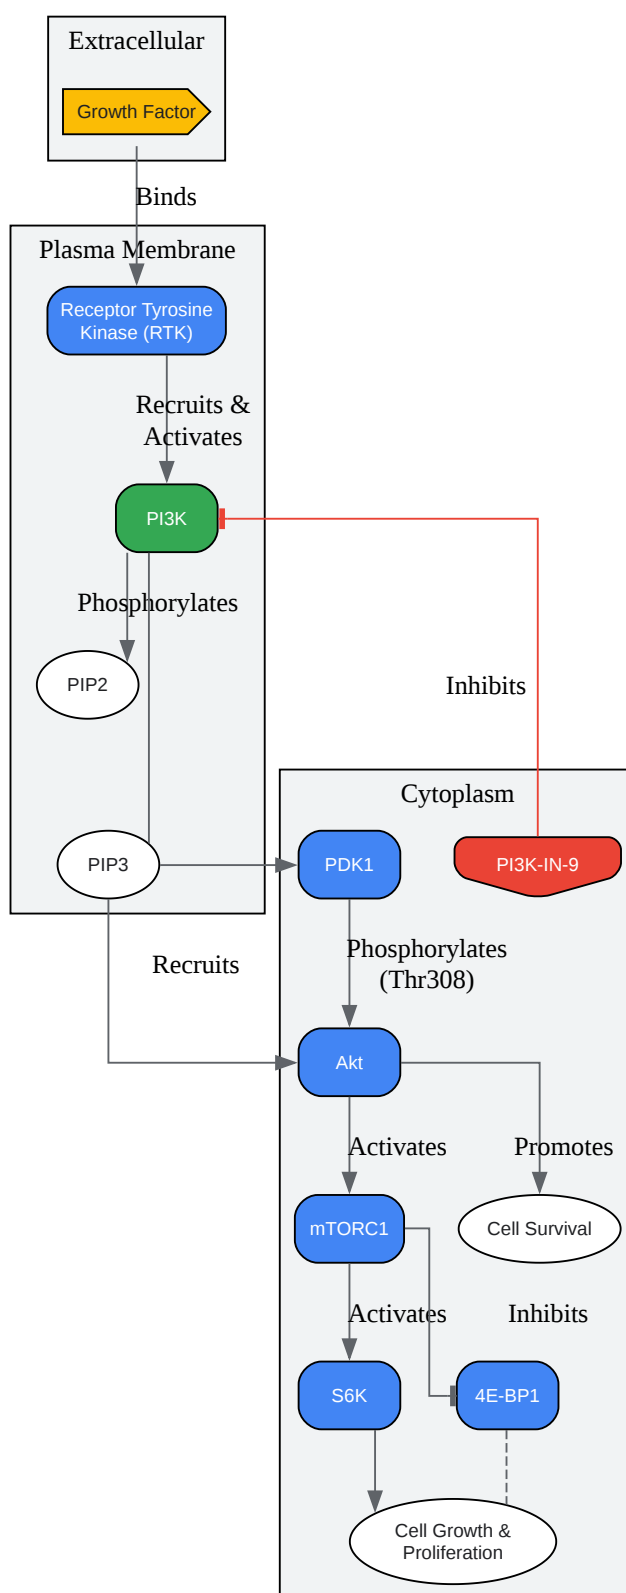 Extracellular
Growth Factor
Binds
Plasma Membrane
Receptor Tyrosine
Kinase (RTK)
Recruits &
Activates
PI3K
Phosphorylates
PIP2
Inhibits
Cytoplasm
PIP3
PDK1
PI3K-IN-9
Recruits
Phosphorylates
(Thr308)
Akt
Activates
Promotes
mTORC1
Cell Survival
Activates
Inhibits
S6K
4E-BP1
Cell Growth &
Proliferation